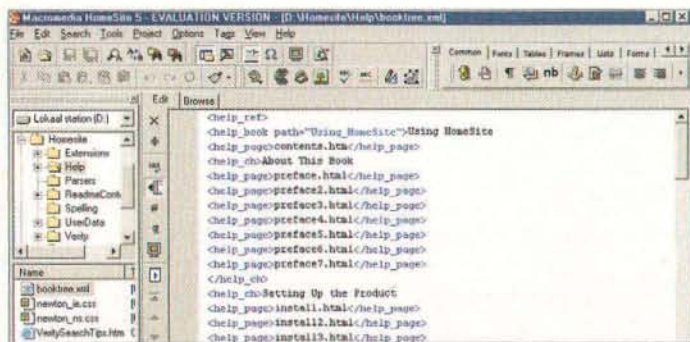 Macromedia HomeSite 5 - EVALUATION VERSION - [D:\Homesite\Help\booktree.xml]
File Edit Search Tools Project Options Tags View Help
Common Fonts Tables Frames Lists Forms
nb
Edit Browse
Lokaal station (D:)
Homesite
Extensions
Help
Parsers
ReadmeCont
Spelling
UserData
Verity
Name
booktree.xml
newton_ie.css
newton_ns.css
VeritySearchTips.htm
<help_ref>
<help_book path="Using_HomeSite">Using HomeSite
<help_page>contents.htm</help_page>
<help_ch>About This Book
<help_page>preface.html</help_page>
<help_page>preface2.html</help_page>
<help_page>preface3.html</help_page>
<help_page>preface4.html</help_page>
<help_page>preface5.html</help_page>
<help_page>preface6.html</help_page>
<help_page>preface7.html</help_page>
</help_ch>
<help_ch>Setting Up the Product
<help_page>install.html</help_page>
<help_page>install2.html</help_page>
<help_page>install3.html</help_page>